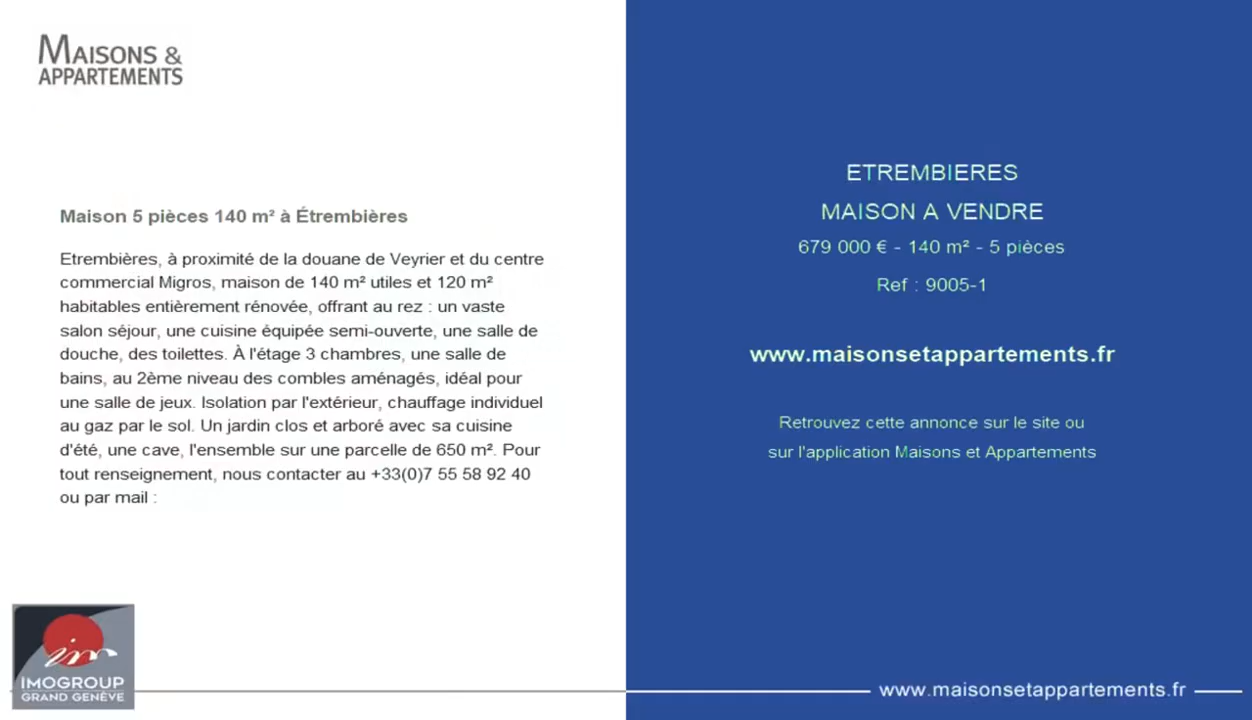 MAISONS &
APPARTEMENTS
Maison 5 pièces 140 m² à Étrembières
Etrembières, à proximité de la douane de Veyrier et du centre
commercial Migros, maison de 140 m² utiles et 120 m²
habitables entièrement rénovée, offrant au rez : un vaste
salon séjour, une cuisine équipée semi-ouverte, une salle de
douche, des toilettes. À l'étage 3 chambres, une salle de
bains, au 2ème niveau des combles aménagés, idéal pour
une salle de jeux. Isolation par l'extérieur, chauffage individuel
au gaz par le sol. Un jardin clos et arboré avec sa cuisine
d'été, une cave, l'ensemble sur une parcelle de 650 m². Pour
tout renseignement, nous contacter au +33(0)7 55 58 92 40
ou par mail :
im
IMOGROUP
GRAND GENÈVE
ETREMBIERES
MAISON A VENDRE
679 000 € - 140 m² - 5 pièces
Ref : 9005-1
www.maisonsetappartements.fr
Retrouvez cette annonce sur le site ou
sur l'application Maisons et Appartements
www.maisonsetappartements.fr